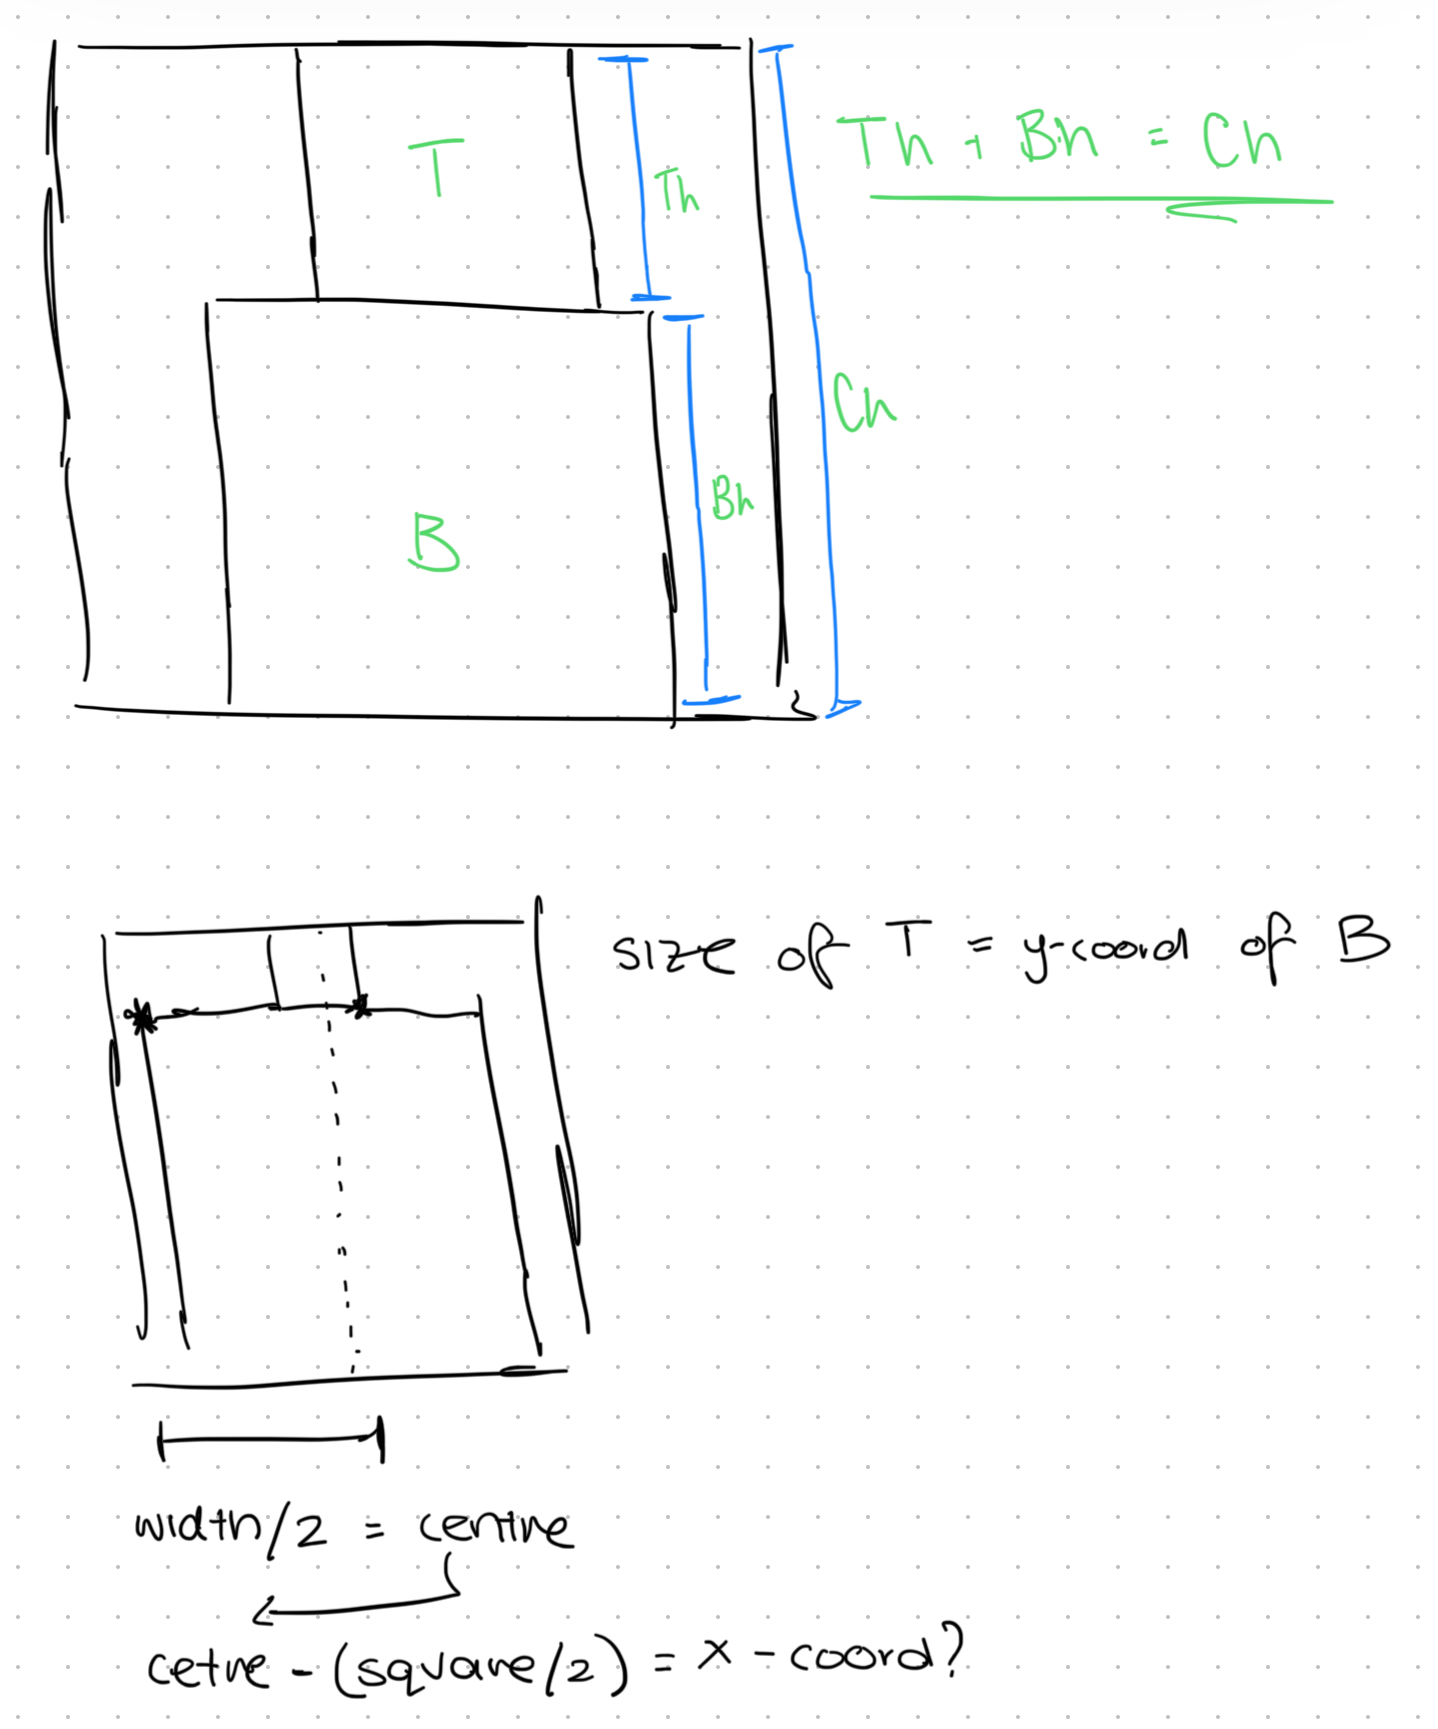 T
Th
Th + Bh = Ch
Ch
Bh
B
size of T = y-coord of B
width/2 = centre
cetre - (square/2) = x - coord?